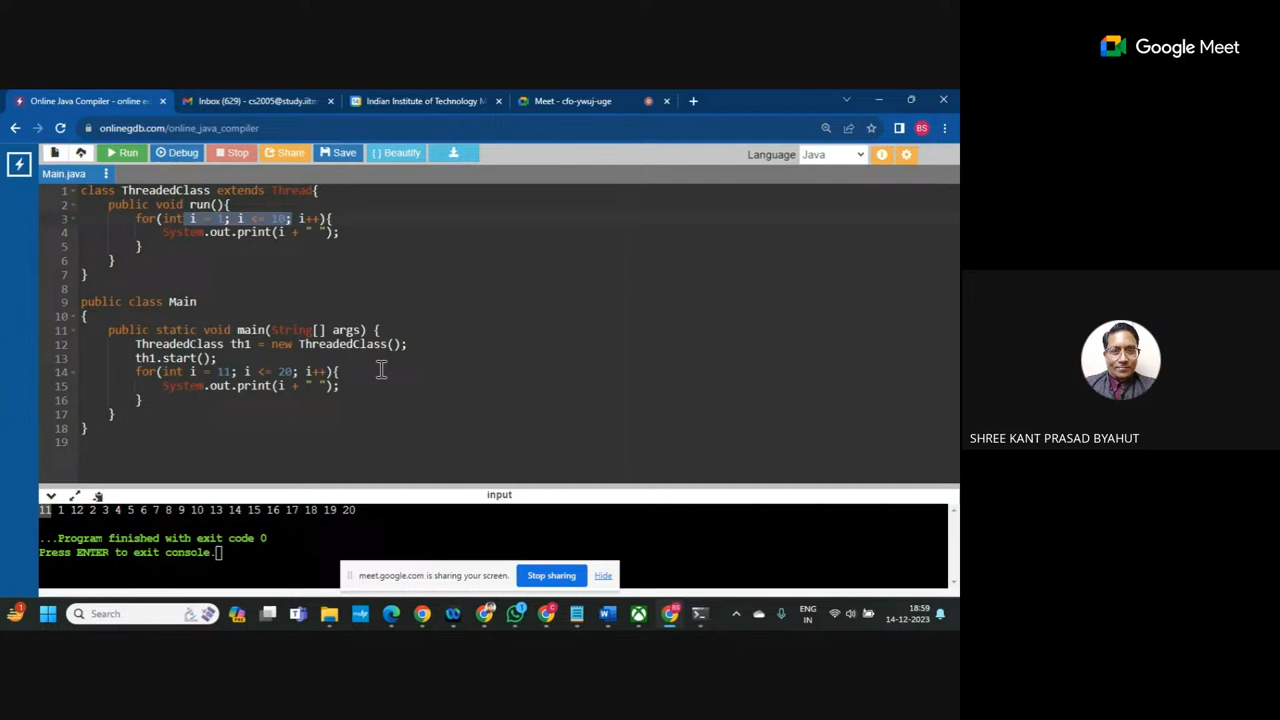 Google Meet
Online Java Compiler - online e
Inbox (629) - cs2005@study.iitm
Indian Institute of Technology M
Meet - cfo-ywuj-uge
onlinegdb.com/online_java_compiler
BS
Run
Debug
Stop
Share
Save
{ } Beautify
Language
Java
Main.java
1 class ThreadedClass extends Thread{
2 public void run(){
3 for(int i = 1; i <= 10; i++){
4 System.out.print(i + " ");
5 }
6 }
7 }
8
9 public class Main
10 {
11 public static void main(String[] args) {
12 ThreadedClass th1 = new ThreadedClass();
13 th1.start();
14 for(int i = 11; i <= 20; i++){
15 System.out.print(i + " ");
16 }
17 }
18 }
19
SHREE KANT PRASAD BYAHUT
input
11 1 12 2 3 4 5 6 7 8 9 10 13 14 15 16 17 18 19 20
...Program finished with exit code 0
Press ENTER to exit console.
meet.google.com is sharing your screen.
Stop sharing
Hide
Search
ENG
IN
18:59
14-12-2023